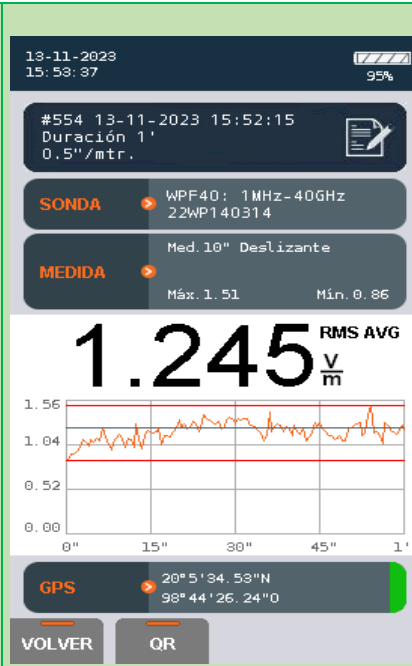 13-11-2023
15:53:37
95%
#554 13-11-2023 15:52:15
Duración 1'
0.5"/mtr.
SONDA
WPF40: 1MHz-40GHz
22WP140314
MEDIDA
Med.10" Deslizante
Máx.1.51 Mín.0.86
1.245 RMS AVG
V/m
1.56
1.04
0.52
0.00
0" 15" 30" 45" 1'
GPS
20°5'34.53"N
98°44'26.24"O
VOLVER QR